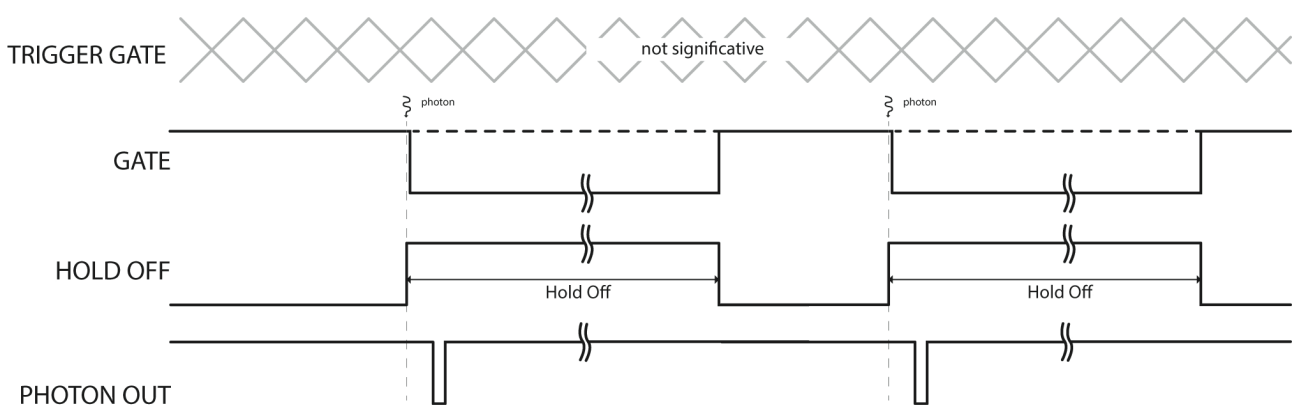 TRIGGER GATE
not significative
photon
photon
GATE
HOLD OFF
Hold Off
Hold Off
PHOTON OUT